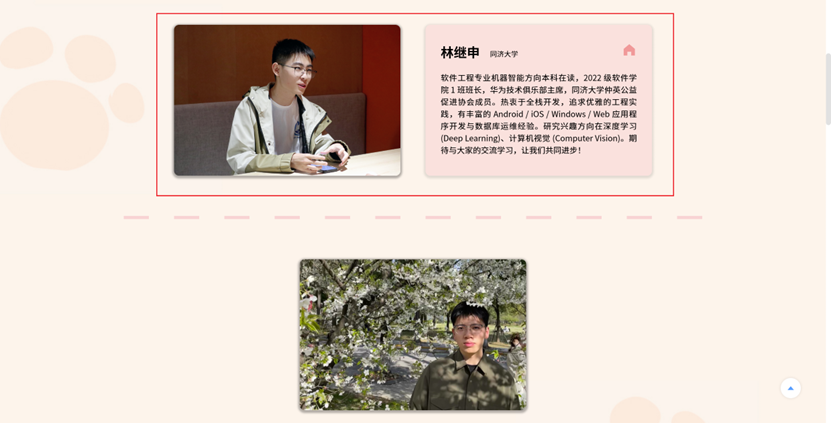 林继申 同济大学
软件工程专业机器智能方向本科在读，2022 级软件学
院 1 班班长，华为技术俱乐部主席，同济大学仲英公益
促进协会成员。热衷于全栈开发，追求优雅的工程实
践，有丰富的 Android / iOS / Windows / Web 应用程
序开发与数据库运维经验。研究兴趣方向在深度学习
(Deep Learning)、计算机视觉 (Computer Vision)。期
待与大家的交流学习，让我们共同进步！